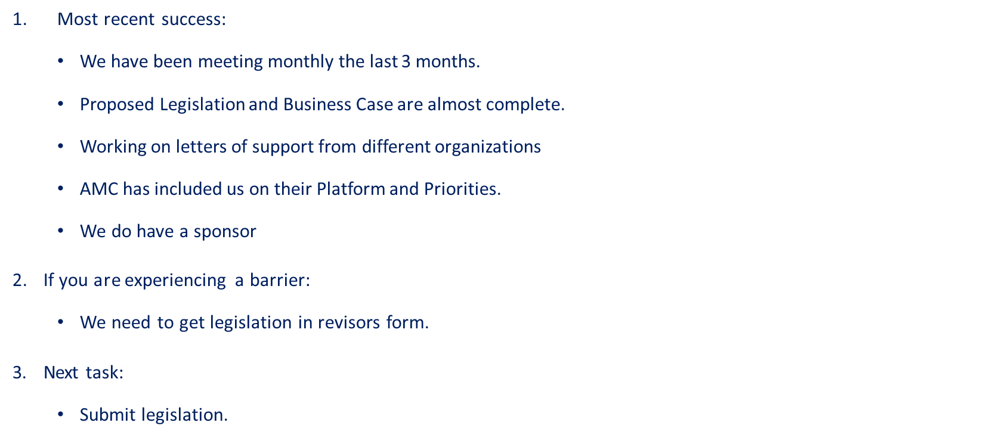 1. Most recent success:
• We have been meeting monthly the last 3 months.
• Proposed Legislation and Business Case are almost complete.
• Working on letters of support from different organizations
• AMC has included us on their Platform and Priorities.
• We do have a sponsor
2. If you are experiencing a barrier:
• We need to get legislation in revisors form.
3. Next task:
• Submit legislation.